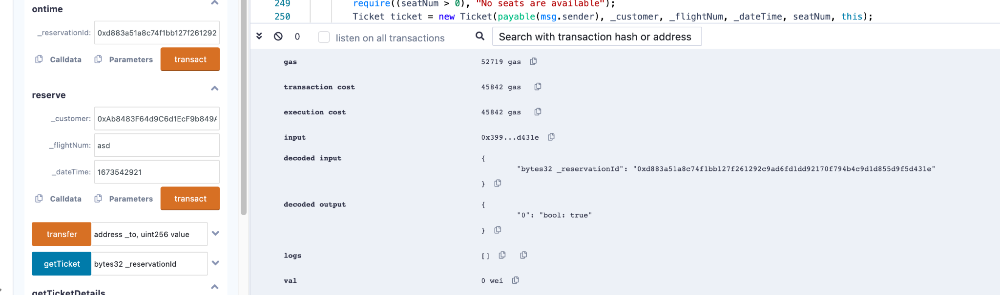 ontime
_reservationId: 0xd883a51a8c74f1bb127f261292
Calldata Parameters transact
reserve
_customer: 0xAb8483F64d9C6d1EcF9b849A
_flightNum: asd
_dateTime: 1673542921
Calldata Parameters transact
transfer address _to, uint256 value
getTicket bytes32 _reservationId
getTicketDetails
249 require((seatNum > 0), "No seats are available");
250 Ticket ticket = new Ticket(payable(msg.sender), _customer, _flightNum, _dateTime, seatNum, this);
0 listen on all transactions Search with transaction hash or address
gas 52719 gas
transaction cost 45842 gas
execution cost 45842 gas
input 0x399...d431e
decoded input {
"bytes32 _reservationId": "0xd883a51a8c74f1bb127f261292c9ad6fd1dd92170f794b4c9d1d855d9f5d431e"
}
decoded output {
"0": "bool: true"
}
logs []
val 0 wei